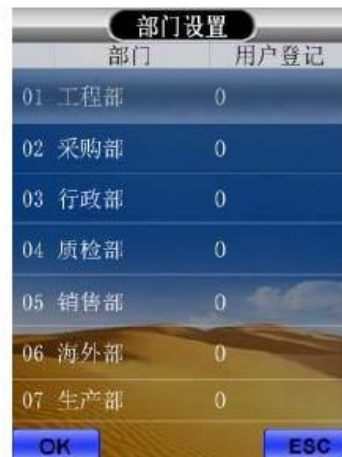 部门设置
部门 用户登记
01 工程部 0
02 采购部 0
03 行政部 0
04 质检部 0
05 销售部 0
06 海外部 0
07 生产部 0
OK ESC